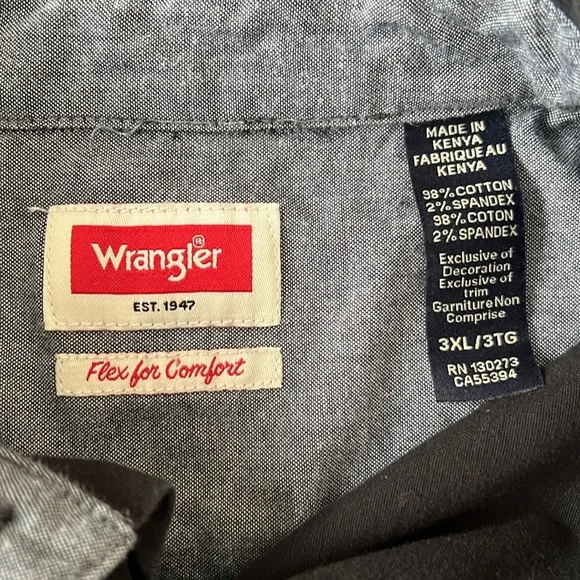 Wrangler®
EST. 1947
Flex for Comfort
MADE IN
KENYA
FABRIQUE AU
KENYA
98% COTTON
2% SPANDEX
98% COTON
2% SPANDEX
Exclusive of
Decoration
Exclusive of
trim
Garniture Non
Comprise
3XL/3TG
RN 130273
CA55394